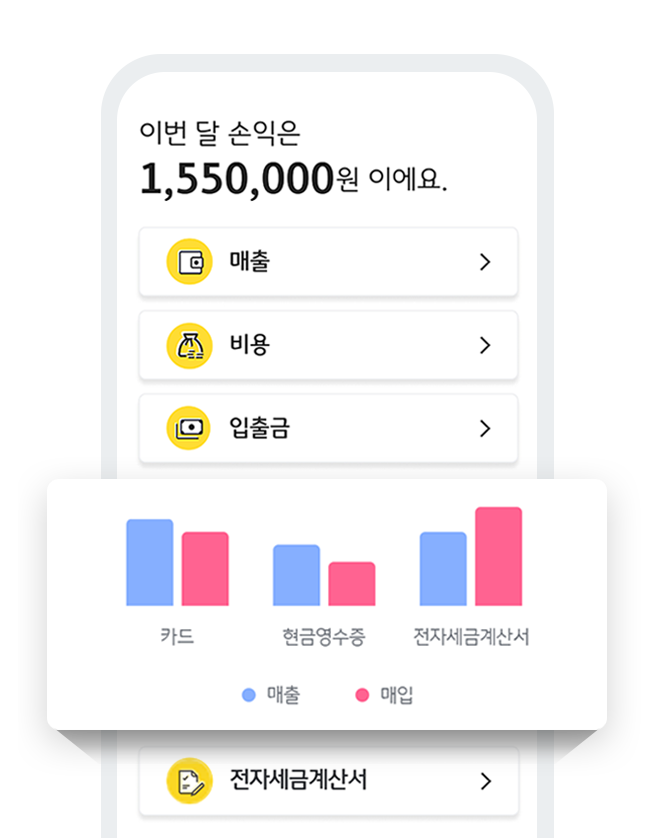 이번 달 손익은
1,550,000원 이에요.
매출
비용
입출금
카드 현금영수증 전자세금계산서
매출 매입
전자세금계산서